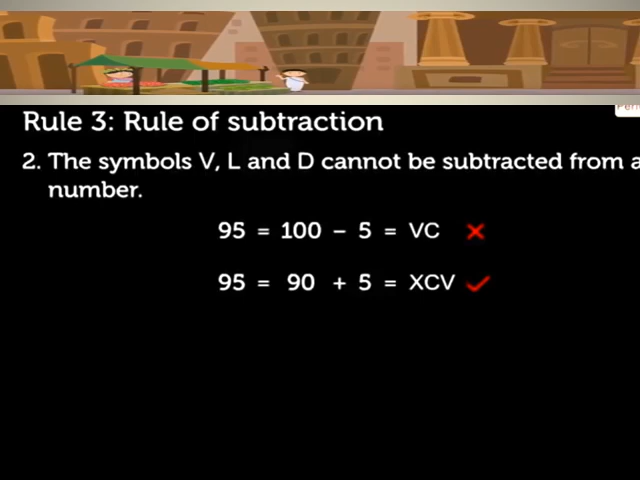 Rule 3: Rule of subtraction
2. The symbols V, L and D cannot be subtracted from a
number.
95 = 100 – 5 = VC ×
95 = 90 + 5 = XCV ✓